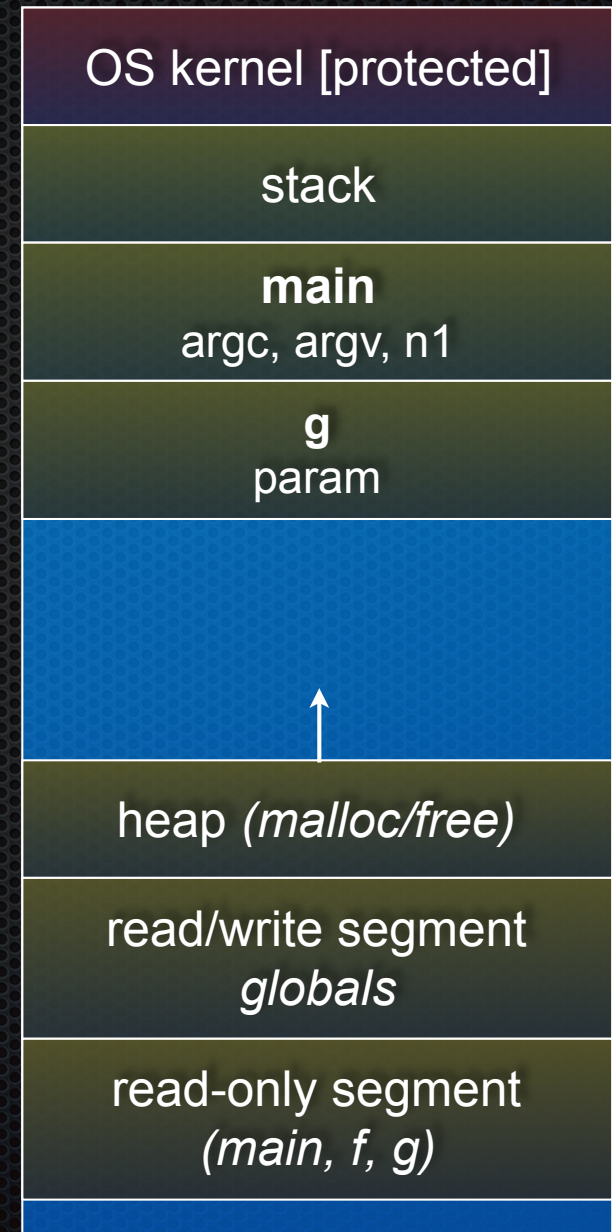 OS kernel [protected]
stack
main
argc, argv, n1
g
param
heap (malloc/free)
read/write segment
globals
read-only segment
(main, f, g)